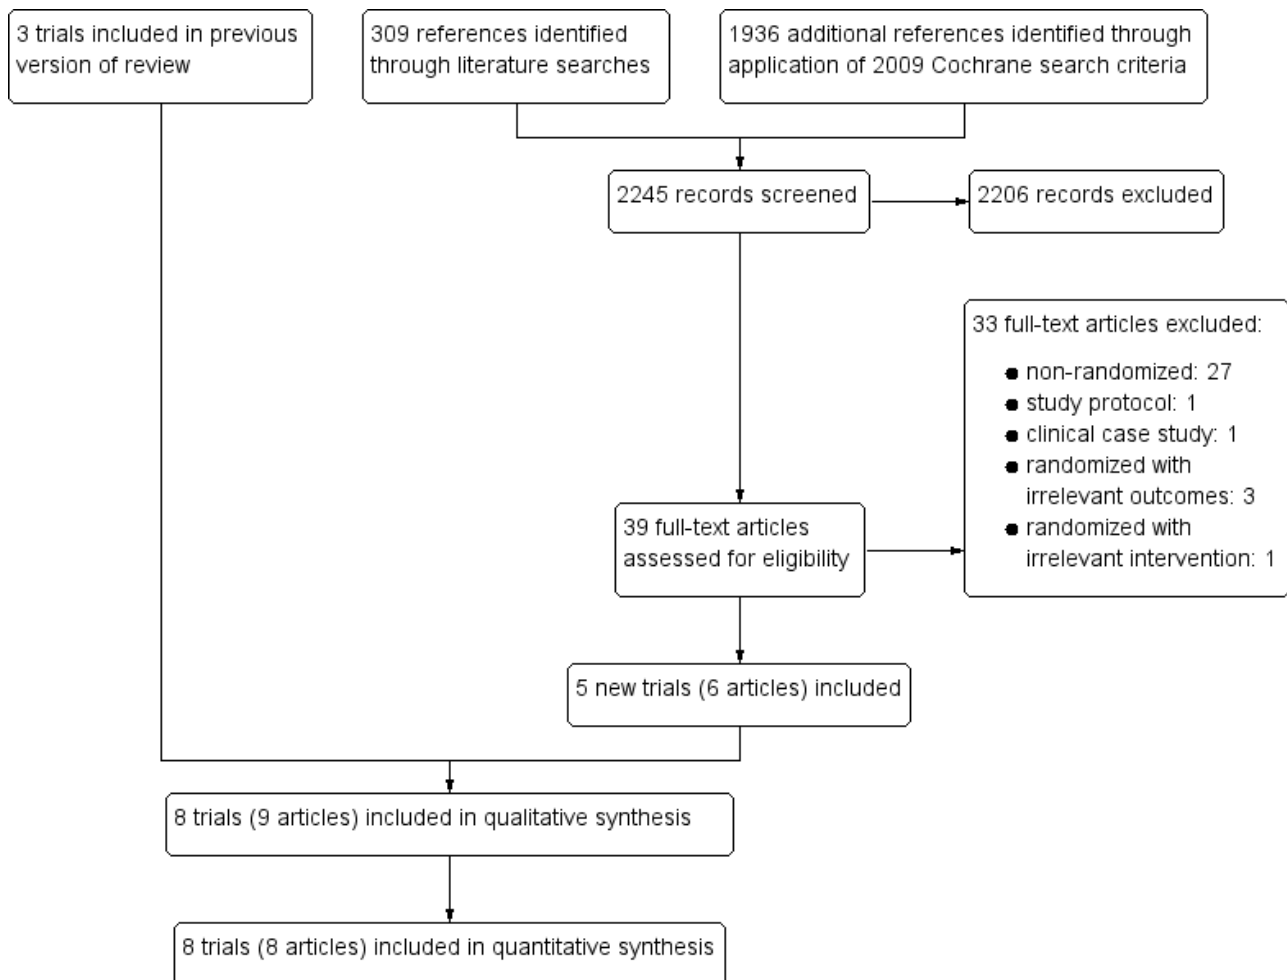 3 trials included in previous
version of review
309 references identified
through literature searches
1936 additional references identified through
application of 2009 Cochrane search criteria
2245 records screened
2206 records excluded
33 full-text articles excluded:
● non-randomized: 27
● study protocol: 1
● clinical case study: 1
● randomized with
irrelevant outcomes: 3
● randomized with
irrelevant intervention: 1
39 full-text articles
assessed for eligibility
5 new trials (6 articles) included
8 trials (9 articles) included in qualitative synthesis
8 trials (8 articles) included in quantitative synthesis